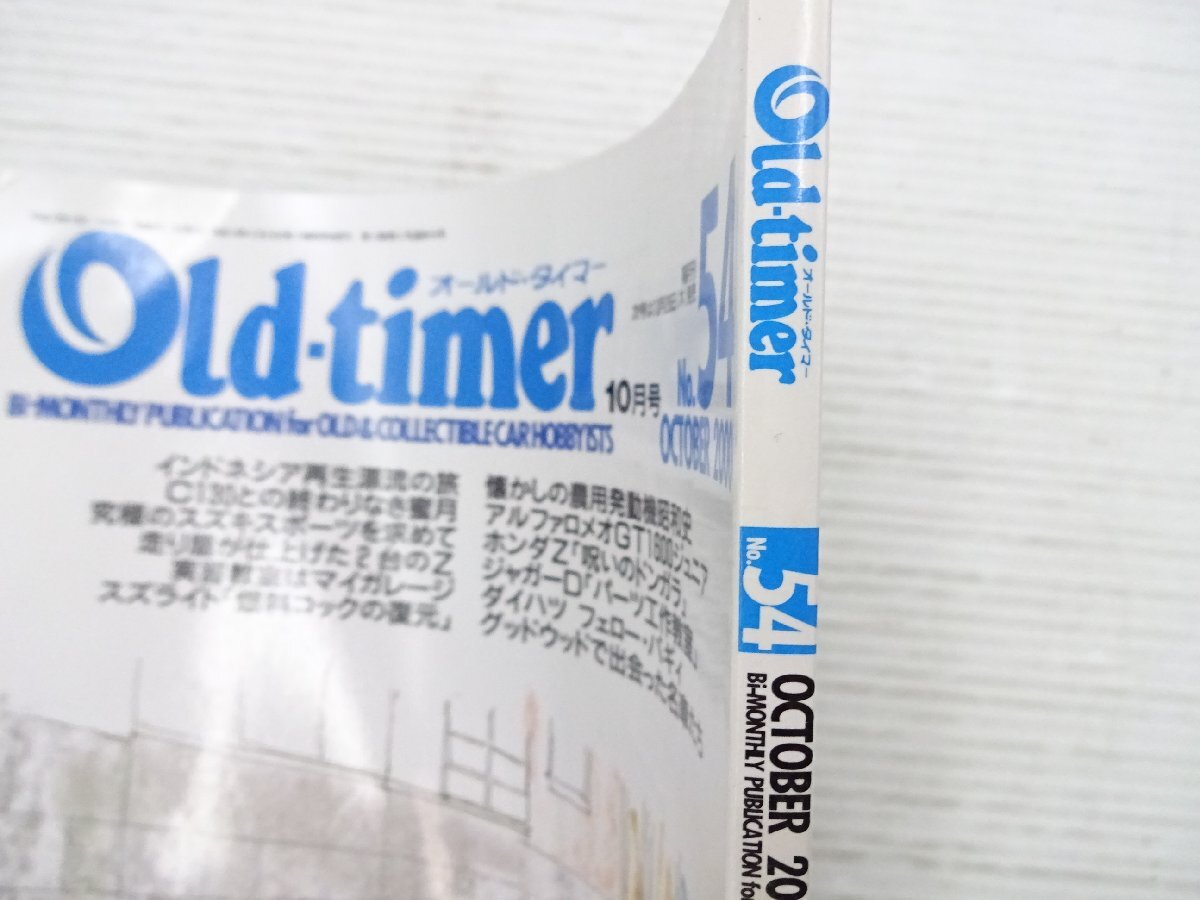 オールド・タイマー
Old-timer
10月号
No.54
OCTOBER 200
BI-MONTHLY PUBLICATION for OLD & COLLECTIBLE CAR HOBBYISTS
インドネシア再生漂流の旅
C130との終わりなき蜜月
究極のスズキスポーツを求めて
走り屋が仕上げた2台のZ
実習教室はマイガレージ
スズライト「燃料コックの復元」
懐かしの農用発動機昭和史
アルファロメオGT1600ジュニア
ホンダZ「呪いのドンガラ」
ジャガーD「パーツ工作教室」
ダイハツ フェロー・バギィ
グッドウッドで出会った名車たち
Old-timer
オールド・タイマー
No.54
OCTOBER 20
Bi-MONTHLY PUBLICATION fo